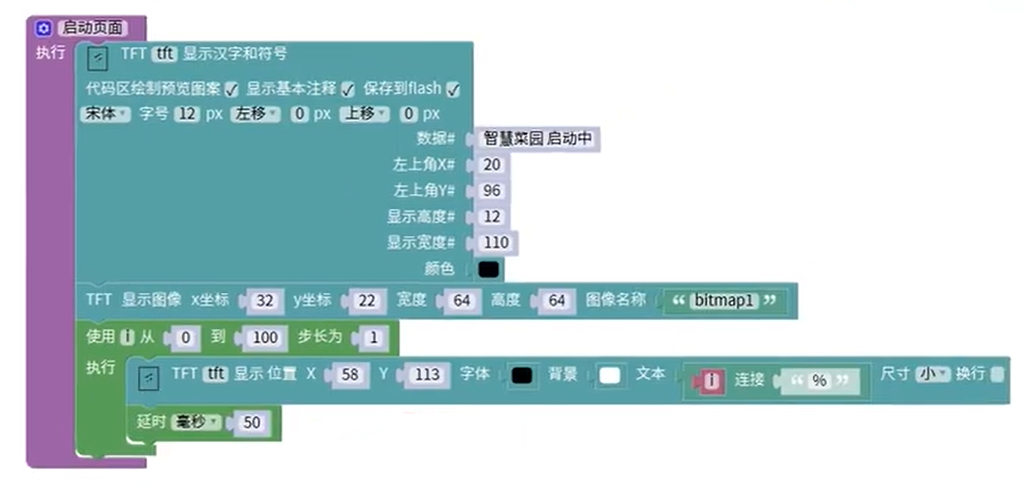 启动页面
执行 TFT tft 显示汉字和符号
代码区绘制预览图案 显示基本注释 保存到flash
宋体 字号 12 px 左移 0 px 上移 0 px
数据# 智慧菜园 启动中
左上角X# 20
左上角Y# 96
显示高度# 12
显示宽度# 110
颜色
TFT 显示图像 x坐标 32 y坐标 22 宽度 64 高度 64 图像名称 “ bitmap1 ”
使用 i 从 0 到 100 步长为 1
执行 TFT tft 显示 位置 X 58 Y 113 字体 背景 文本 i 连接 “ % ” 尺寸 小 换行
延时 毫秒 50